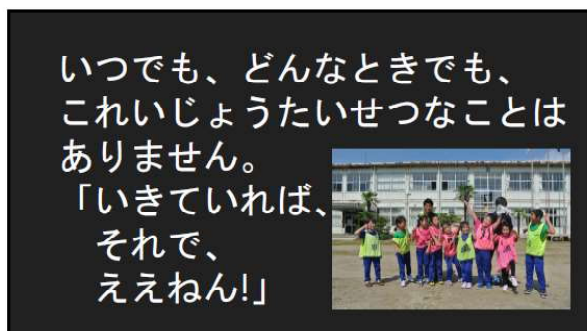 いつでも、どんなときでも、
これいじょうたいせつなことは
ありません。
「いきていれば、
それで、
ええねん!」